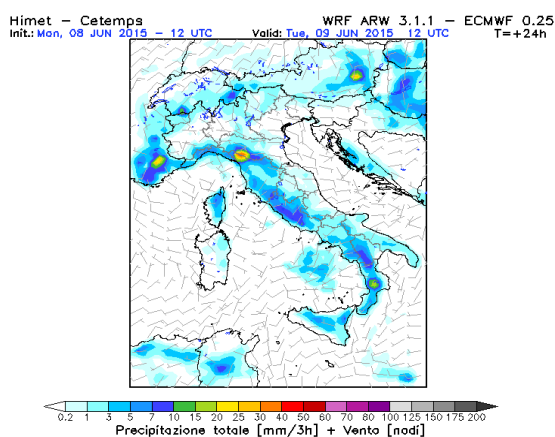 Himet – Cetemps WRF ARW 3.1.1 – ECMWF 0.25
Init.: Mon, 08 JUN 2015 – 12 UTC Valid: Tue, 09 JUN 2015 12 UTC T=+24h
0.2 1 3 5 7 10 15 20 25 30 40 50 60 70 80 100 125 150 175 200
Precipitazione totale [mm/3h] + Vento [nodi]